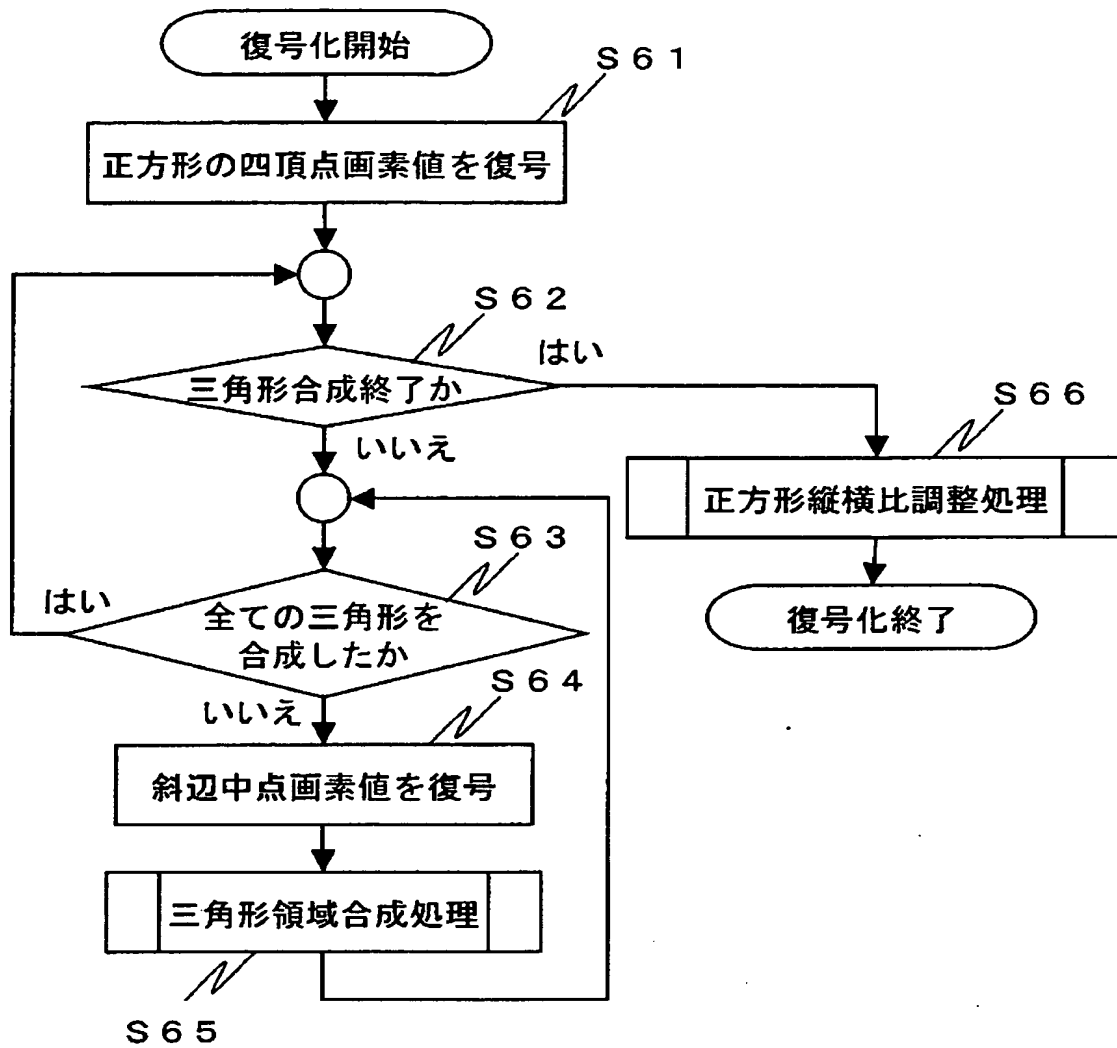 復号化開始
S61
正方形の四頂点画素値を復号
S62
三角形合成終了か
はい
いいえ
S66
正方形縦横比調整処理
復号化終了
S63
はい
全ての三角形を
合成したか
いいえ
S64
斜辺中点画素値を復号
三角形領域合成処理
S65